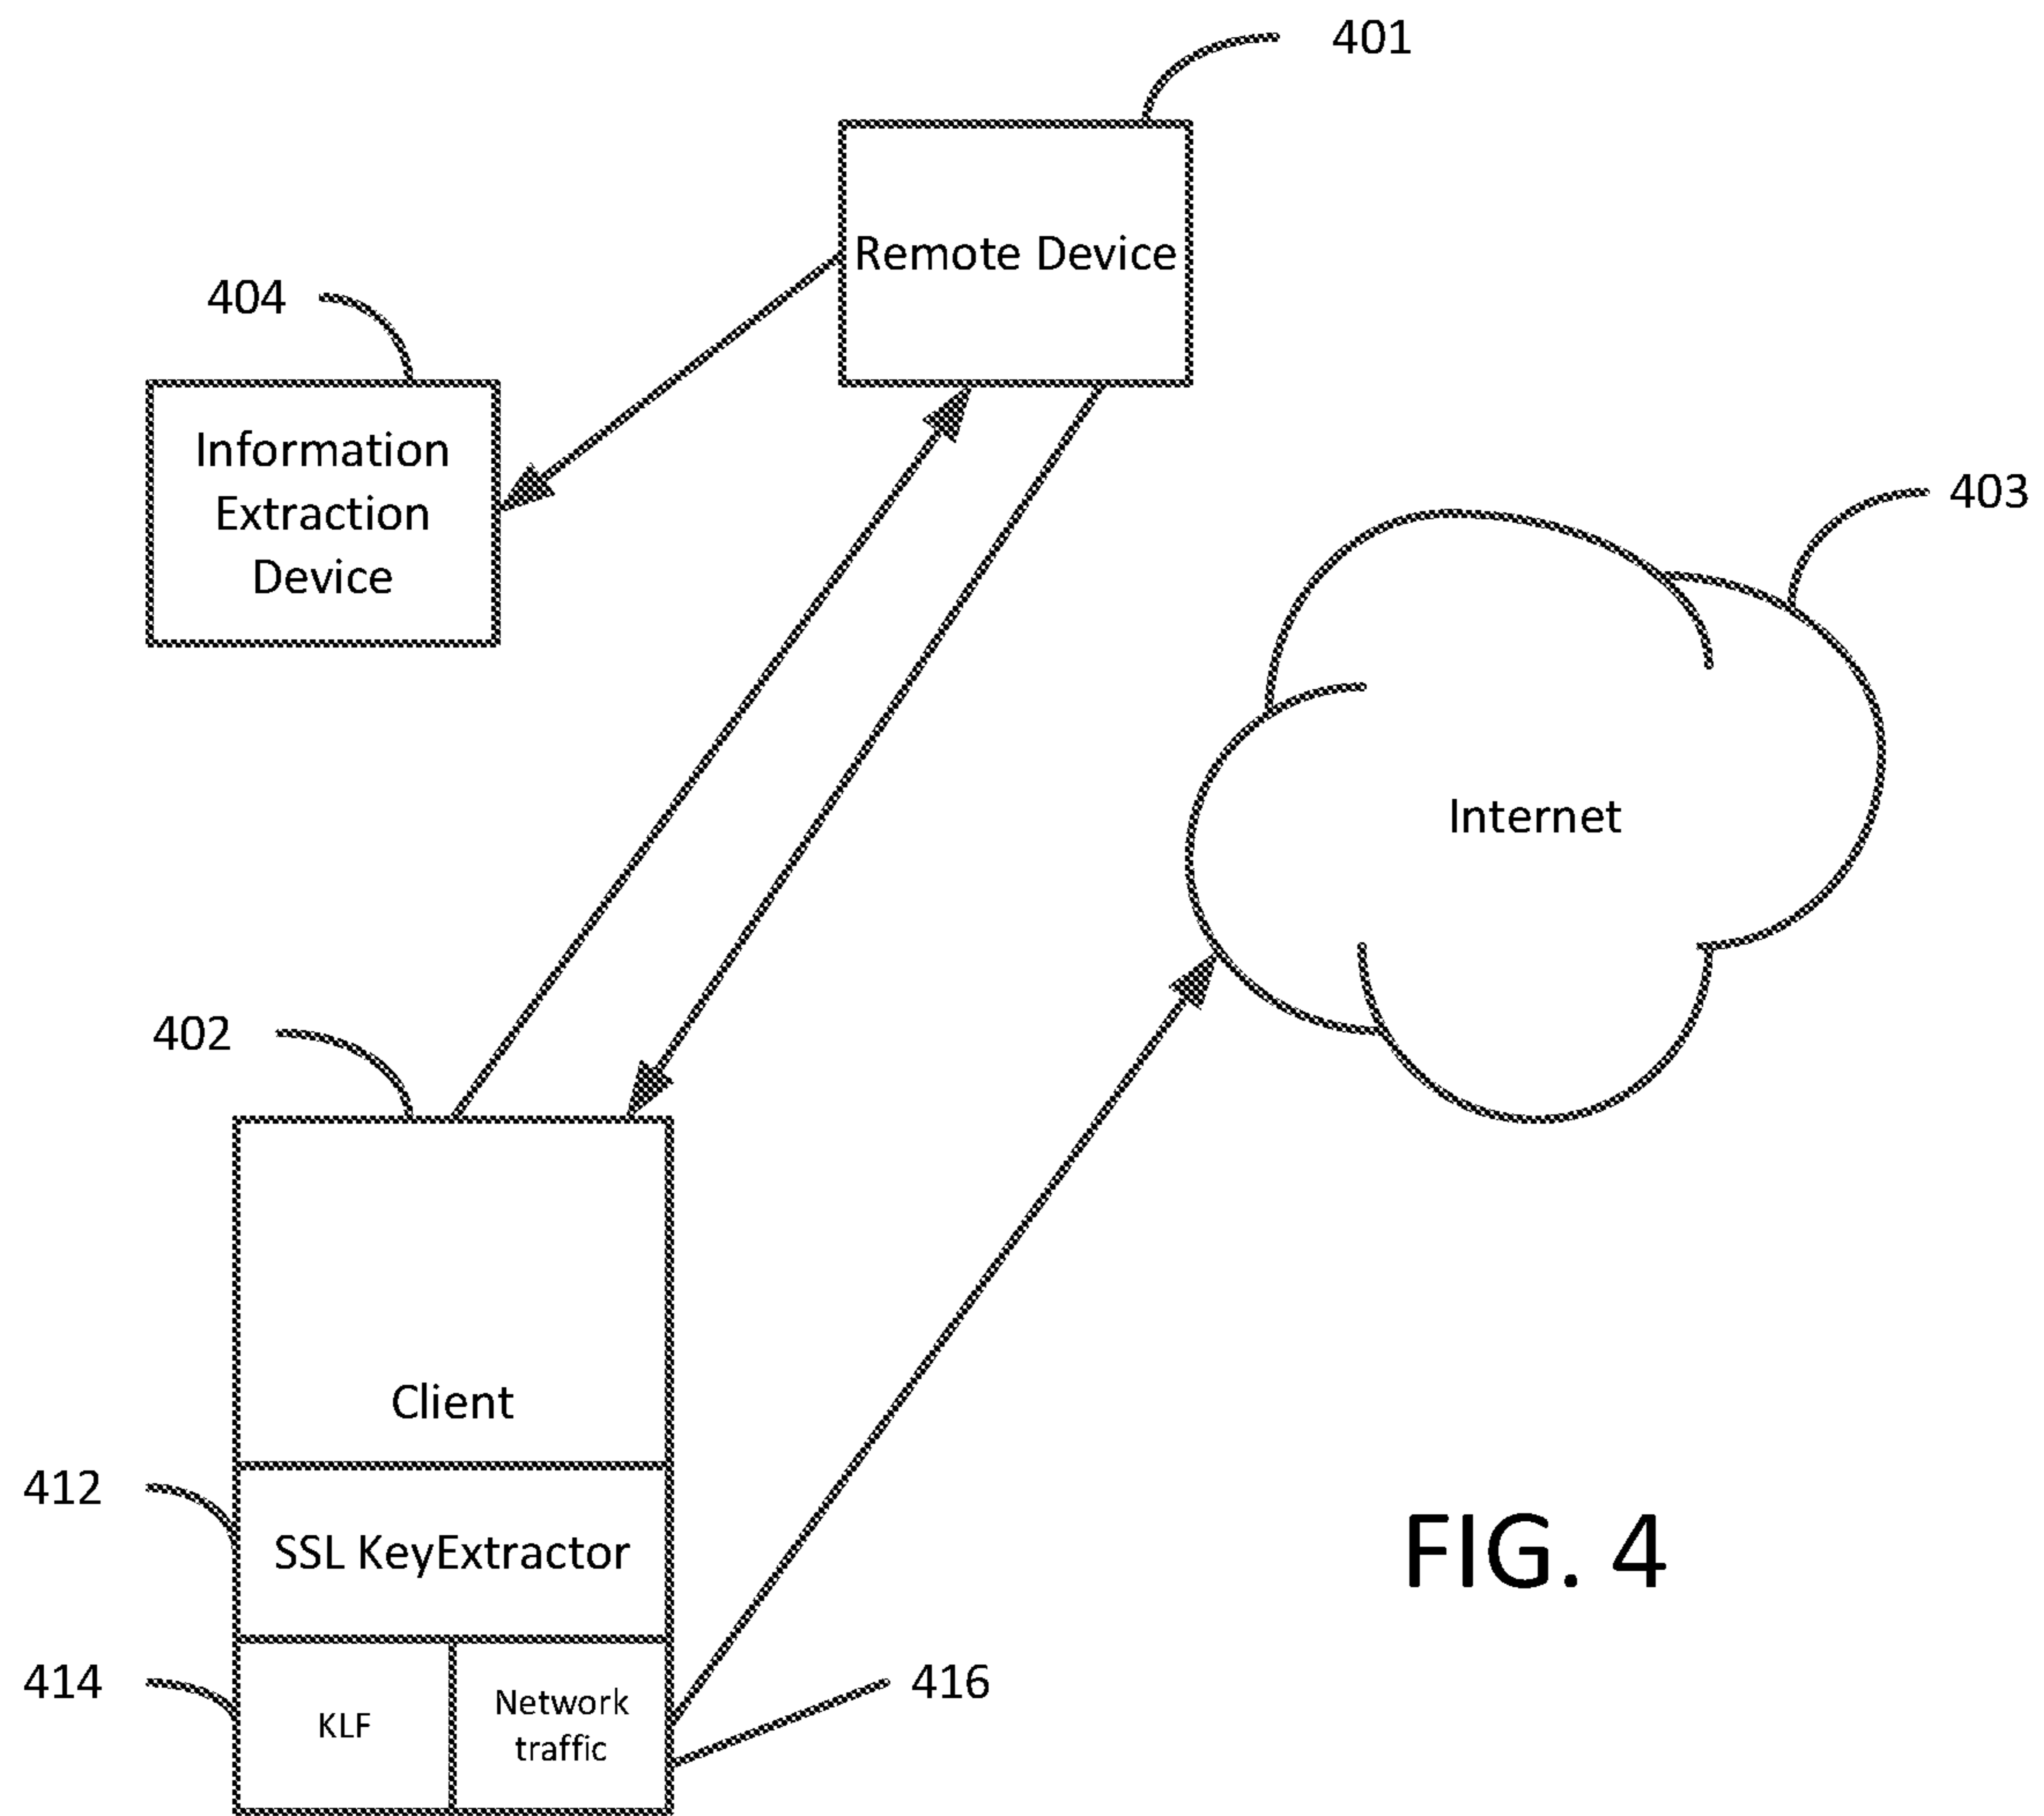 401
Remote Device
404
Information
Extraction
Device
403
Internet
402
Client
412
SSL KeyExtractor
414
KLF
Network
traffic
416
FIG. 4